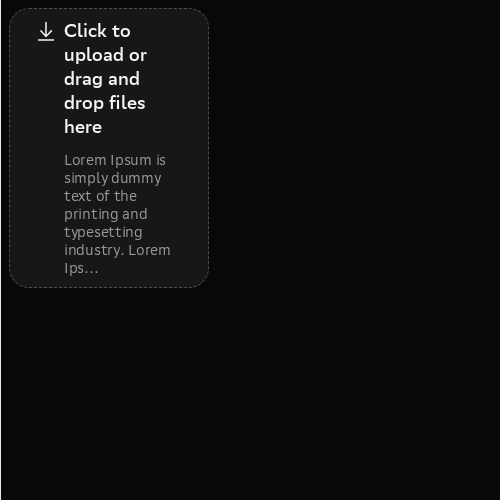 Click to
upload or
drag and
drop files
here
Lorem Ipsum is
simply dummy
text of the
printing and
typesetting
industry. Lorem
Ips...